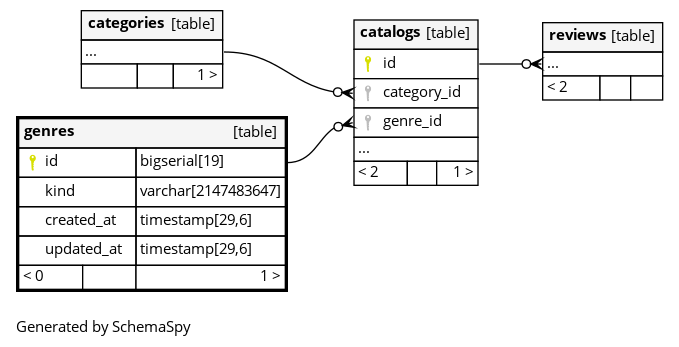 categories [table]
...
1 >
genres [table]
id bigserial[19]
kind varchar[2147483647]
created_at timestamp[29,6]
updated_at timestamp[29,6]
< 0 1 >
catalogs [table]
id
category_id
genre_id
...
< 2 1 >
reviews [table]
...
< 2
Generated by SchemaSpy